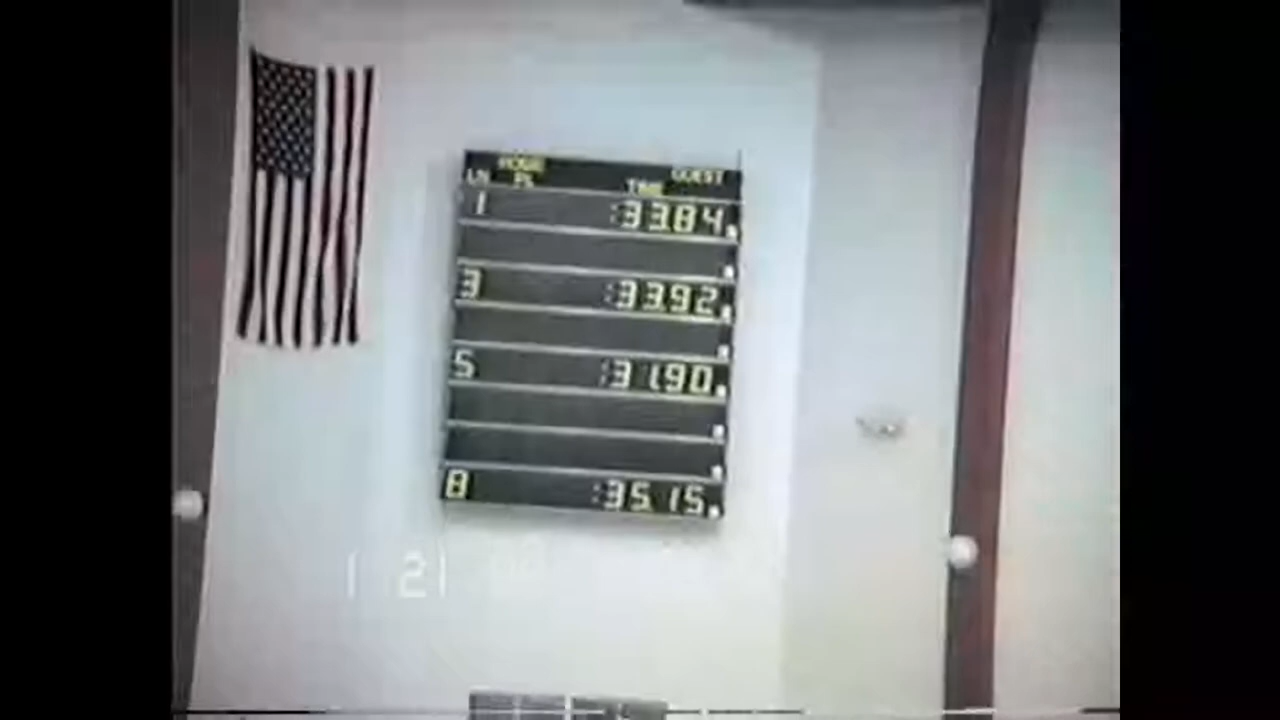 HOME GUEST
LN PL TIME
1 :33.84
3 :33.92
5 :31.90
8 :35.15
1 21